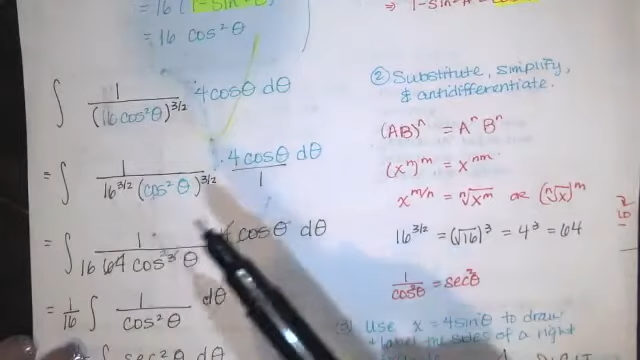 = 16 (1 - sin²θ)
= 16 cos²θ
∫ 1/(16cos²θ)^(3/2) 4cosθ dθ
= ∫ 1/(16^(3/2) (cos²θ)^(3/2)) · 4cosθ dθ/1
= ∫ 1/(16 64 cos³θ) 4 cosθ dθ
= 1/16 ∫ 1/cos²θ dθ
= ∫ sec²θ dθ
② Substitute, simplify,
& antidifferentiate.
(AB)ⁿ = AⁿBⁿ
(xⁿ)ᵐ = xⁿᵐ
x^(m/n) = ⁿ√xᵐ OR (ⁿ√x)ᵐ
16^(3/2) = (√16)³ = 4³ = 64
1/cos²θ = sec²θ
③ Use x = 4sinθ to draw
& label the sides of a right